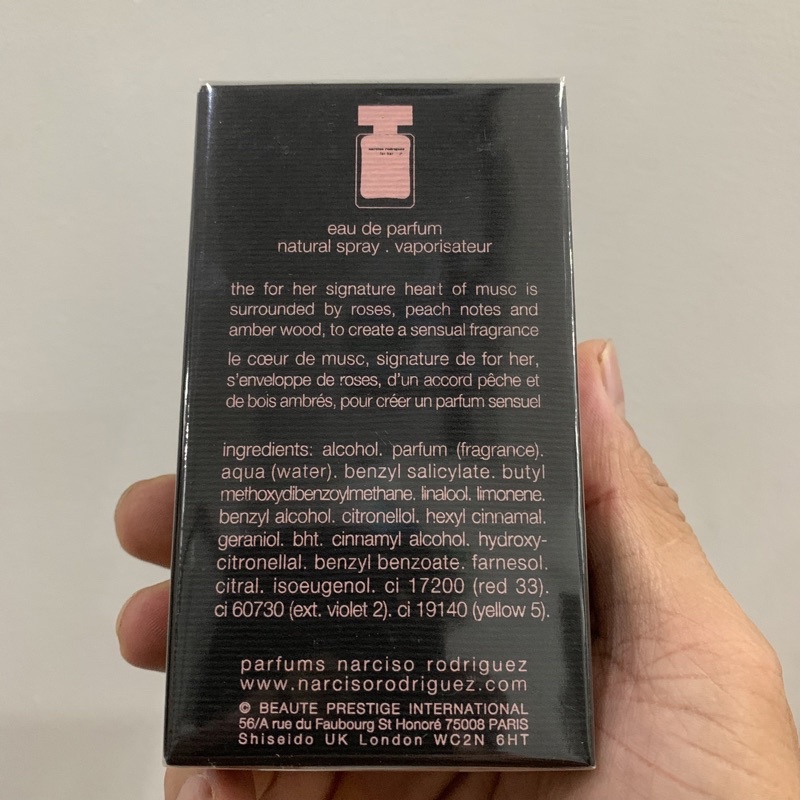 narciso rodriguez
for her
eau de parfum
natural spray . vaporisateur
the for her signature heart of musc is
surrounded by roses, peach notes and
amber wood, to create a sensual fragrance
le cœur de musc, signature de for her,
s'enveloppe de roses, d'un accord pêche et
de bois ambrés, pour créer un parfum sensuel
ingredients: alcohol. parfum (fragrance).
aqua (water). benzyl salicylate. butyl
methoxydibenzoylmethane. linalool. limonene.
benzyl alcohol. citronellol. hexyl cinnamal.
geraniol. bht. cinnamyl alcohol. hydroxy-
citronellal. benzyl benzoate. farnesol.
citral. isoeugenol. ci 17200 (red 33).
ci 60730 (ext. violet 2). ci 19140 (yellow 5).
parfums narciso rodriguez
www.narcisorodriguez.com
© BEAUTE PRESTIGE INTERNATIONAL
56/A rue du Faubourg St Honoré 75008 PARIS
Shiseido UK London WC2N 6HT